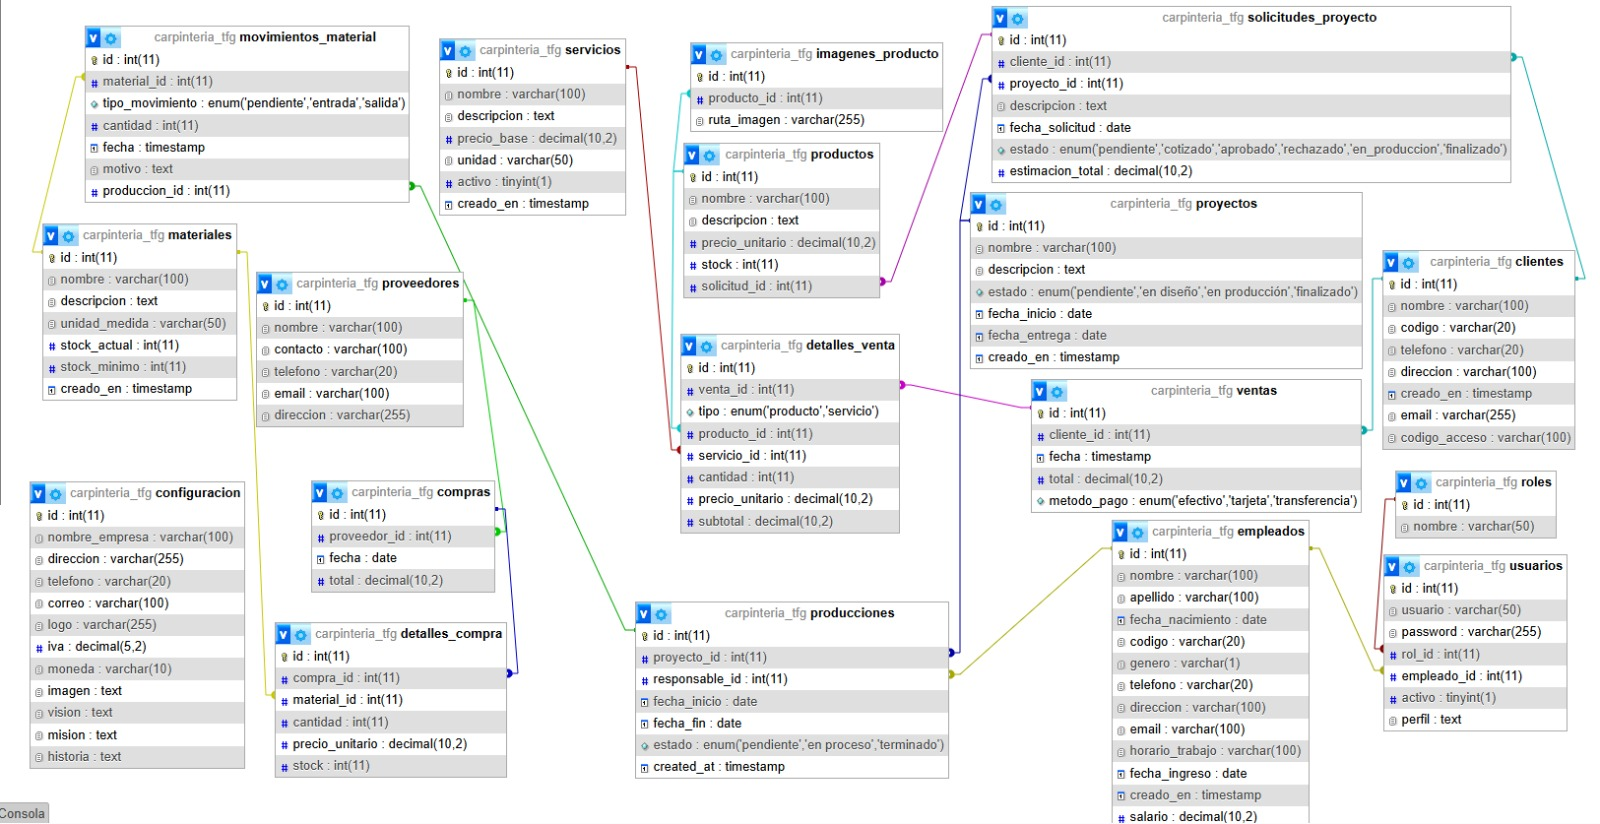 carpinteria_tfg movimientos_material
id : int(11)
material_id : int(11)
tipo_movimiento : enum('pendiente','entrada','salida')
cantidad : int(11)
fecha : timestamp
motivo : text
produccion_id : int(11)
carpinteria_tfg servicios
id : int(11)
nombre : varchar(100)
descripcion : text
precio_base : decimal(10,2)
unidad : varchar(50)
activo : tinyint(1)
creado_en : timestamp
carpinteria_tfg imagenes_producto
id : int(11)
producto_id : int(11)
ruta_imagen : varchar(255)
carpinteria_tfg solicitudes_proyecto
id : int(11)
cliente_id : int(11)
proyecto_id : int(11)
descripcion : text
fecha_solicitud : date
estado : enum('pendiente','cotizado','aprobado','rechazado','en_produccion','finalizado')
estimacion_total : decimal(10,2)
carpinteria_tfg productos
id : int(11)
nombre : varchar(100)
descripcion : text
precio_unitario : decimal(10,2)
stock : int(11)
solicitud_id : int(11)
carpinteria_tfg proyectos
id : int(11)
nombre : varchar(100)
descripcion : text
estado : enum('pendiente','en diseño','en producción','finalizado')
fecha_inicio : date
fecha_entrega : date
creado_en : timestamp
carpinteria_tfg materiales
id : int(11)
nombre : varchar(100)
descripcion : text
unidad_medida : varchar(50)
stock_actual : int(11)
stock_minimo : int(11)
creado_en : timestamp
carpinteria_tfg proveedores
id : int(11)
nombre : varchar(100)
contacto : varchar(100)
telefono : varchar(20)
email : varchar(100)
direccion : varchar(255)
carpinteria_tfg clientes
id : int(11)
nombre : varchar(100)
codigo : varchar(20)
telefono : varchar(20)
direccion : varchar(100)
creado_en : timestamp
email : varchar(255)
codigo_acceso : varchar(100)
carpinteria_tfg detalles_venta
id : int(11)
venta_id : int(11)
tipo : enum('producto','servicio')
producto_id : int(11)
servicio_id : int(11)
cantidad : int(11)
precio_unitario : decimal(10,2)
subtotal : decimal(10,2)
carpinteria_tfg ventas
id : int(11)
cliente_id : int(11)
fecha : timestamp
total : decimal(10,2)
metodo_pago : enum('efectivo','tarjeta','transferencia')
carpinteria_tfg configuracion
id : int(11)
nombre_empresa : varchar(100)
direccion : varchar(255)
telefono : varchar(20)
correo : varchar(100)
logo : varchar(255)
iva : decimal(5,2)
moneda : varchar(10)
imagen : text
vision : text
mision : text
historia : text
carpinteria_tfg compras
id : int(11)
proveedor_id : int(11)
fecha : date
total : decimal(10,2)
carpinteria_tfg roles
id : int(11)
nombre : varchar(50)
carpinteria_tfg empleados
id : int(11)
nombre : varchar(100)
apellido : varchar(100)
fecha_nacimiento : date
codigo : varchar(20)
genero : varchar(1)
telefono : varchar(20)
direccion : varchar(100)
email : varchar(100)
horario_trabajo : varchar(100)
fecha_ingreso : date
creado_en : timestamp
salario : decimal(10,2)
carpinteria_tfg usuarios
id : int(11)
usuario : varchar(50)
password : varchar(255)
rol_id : int(11)
empleado_id : int(11)
activo : tinyint(1)
perfil : text
carpinteria_tfg detalles_compra
id : int(11)
compra_id : int(11)
material_id : int(11)
cantidad : int(11)
precio_unitario : decimal(10,2)
stock : int(11)
carpinteria_tfg producciones
id : int(11)
proyecto_id : int(11)
responsable_id : int(11)
fecha_inicio : date
fecha_fin : date
estado : enum('pendiente','en proceso','terminado')
created_at : timestamp
Consola